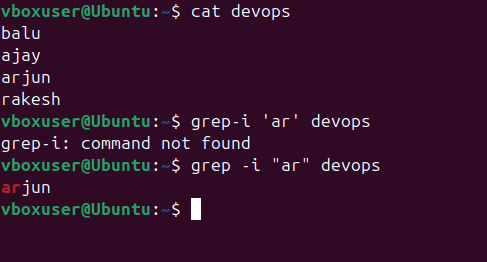 vboxuser@Ubuntu:~$ cat devops
balu
ajay
arjun
rakesh
vboxuser@Ubuntu:~$ grep-i 'ar' devops
grep-i: command not found
vboxuser@Ubuntu:~$ grep -i "ar" devops
arjun
vboxuser@Ubuntu:~$